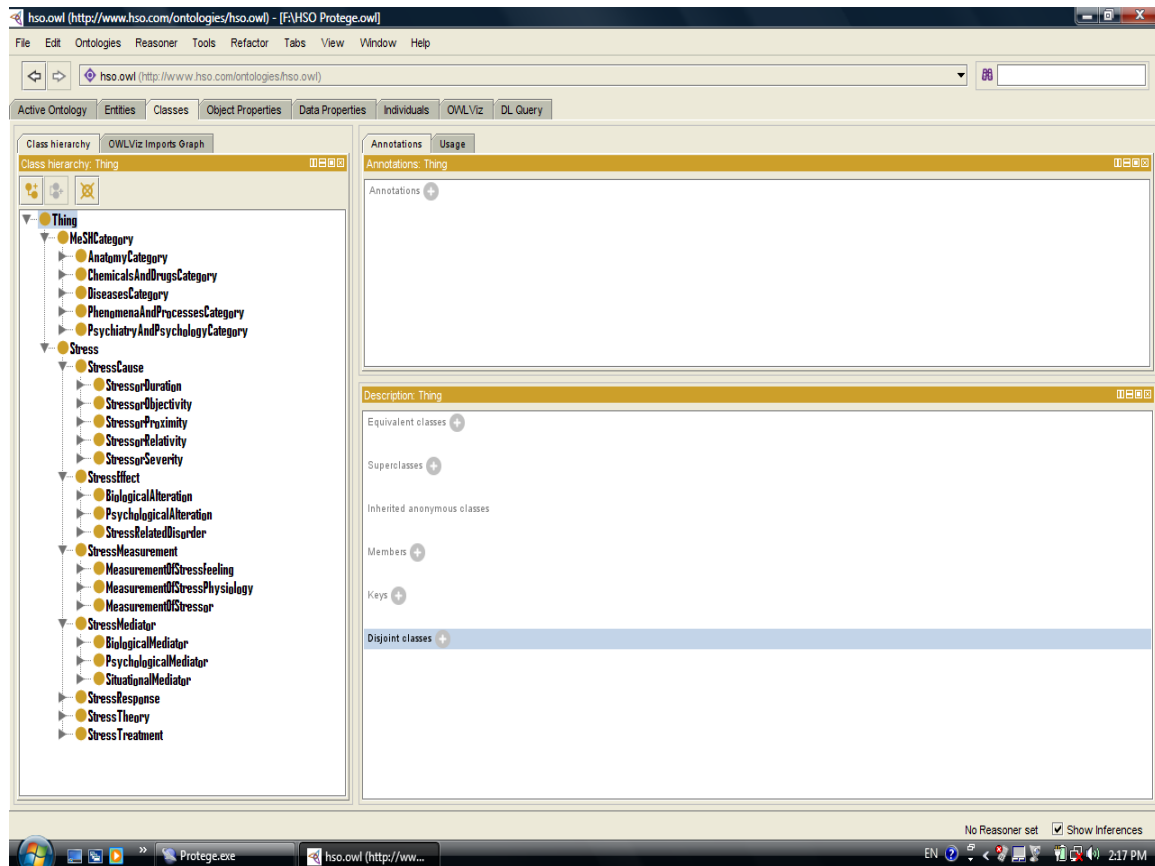 hso.owl (http://www.hso.com/ontologies/hso.owl) - [F:\HSO Protege.owl]
File Edit Ontologies Reasoner Tools Refactor Tabs View Window Help
hso.owl (http://www.hso.com/ontologies/hso.owl)
Active Ontology Entities Classes Object Properties Data Properties Individuals OWLViz DL Query
Class hierarchy OWLViz Imports Graph
Class hierarchy: Thing
Thing
MeSHCategory
AnatomyCategory
ChemicalsAndDrugsCategory
DiseasesCategory
PhenomenaAndProcessesCategory
PsychiatryAndPsychologyCategory
Stress
StressCause
StressorDuration
StressorObjectivity
StressorProximity
StressorRelativity
StressorSeverity
StressEffect
BiologicalAlteration
PsychologicalAlteration
StressRelatedDisorder
StressMeasurement
MeasurementOfStressFeeling
MeasurementOfStressPhysiology
MeasurementOfStressor
StressMediator
BiologicalMediator
PsychologicalMediator
SituationalMediator
StressResponse
StressTheory
StressTreatment
Annotations Usage
Annotations: Thing
Annotations
Description: Thing
Equivalent classes
Superclasses
Inherited anonymous classes
Members
Keys
Disjoint classes
No Reasoner set Show Inferences
Protege.exe hso.owl (http://ww... EN 2:17 PM